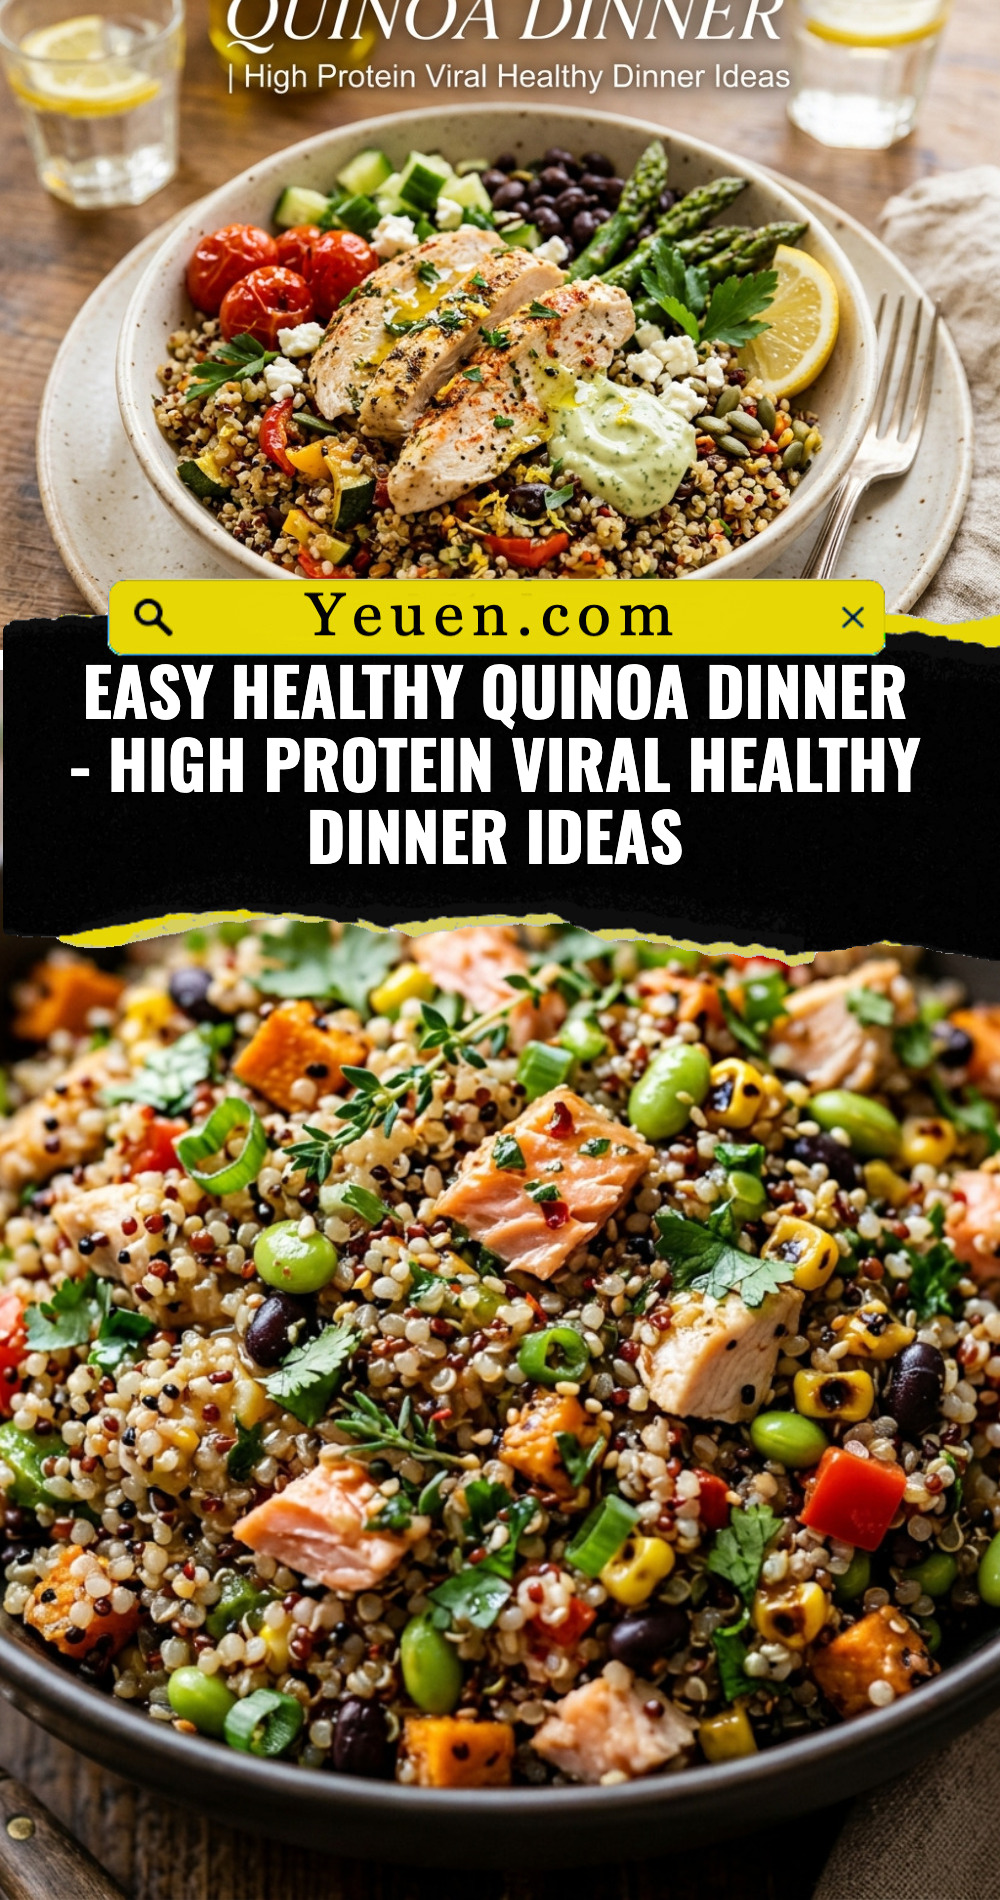 QUINOA DINNER
| High Protein Viral Healthy Dinner Ideas
Yeuen.com
EASY HEALTHY QUINOA DINNER
- HIGH PROTEIN VIRAL HEALTHY
DINNER IDEAS